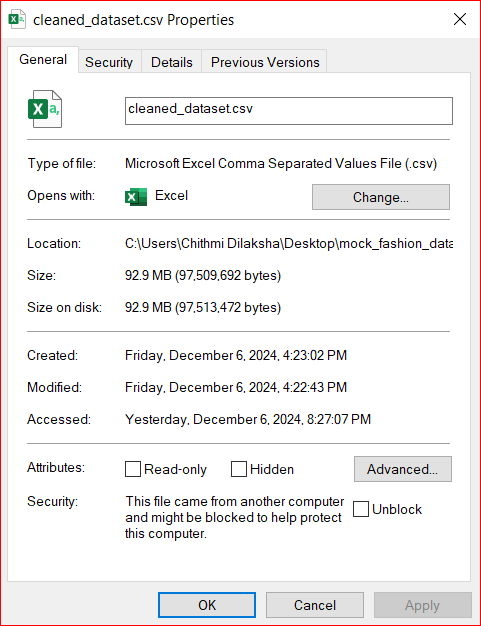 cleaned_dataset.csv Properties
General
Security
Details
Previous Versions
a,
cleaned_dataset.csv
Type of file: Microsoft Excel Comma Separated Values File (.csv)
Opens with: Excel Change...
Location: C:\Users\Chithmi Dilaksha\Desktop\mock_fashion_data
Size: 92.9 MB (97,509,692 bytes)
Size on disk: 92.9 MB (97,513,472 bytes)
Created: Friday, December 6, 2024, 4:23:02 PM
Modified: Friday, December 6, 2024, 4:22:43 PM
Accessed: Yesterday, December 6, 2024, 8:27:07 PM
Attributes: Read-only Hidden Advanced...
Security: This file came from another computer
and might be blocked to help protect
this computer.
Unblock
OK Cancel Apply